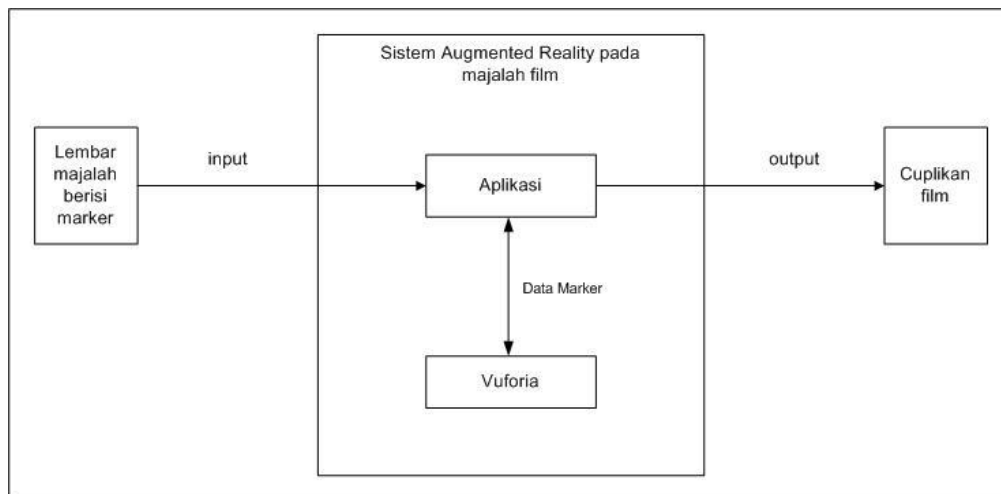 Sistem Augmented Reality pada
majalah film
Lembar
majalah
berisi
marker
input
Aplikasi
output
Cuplikan
film
Data Marker
Vuforia